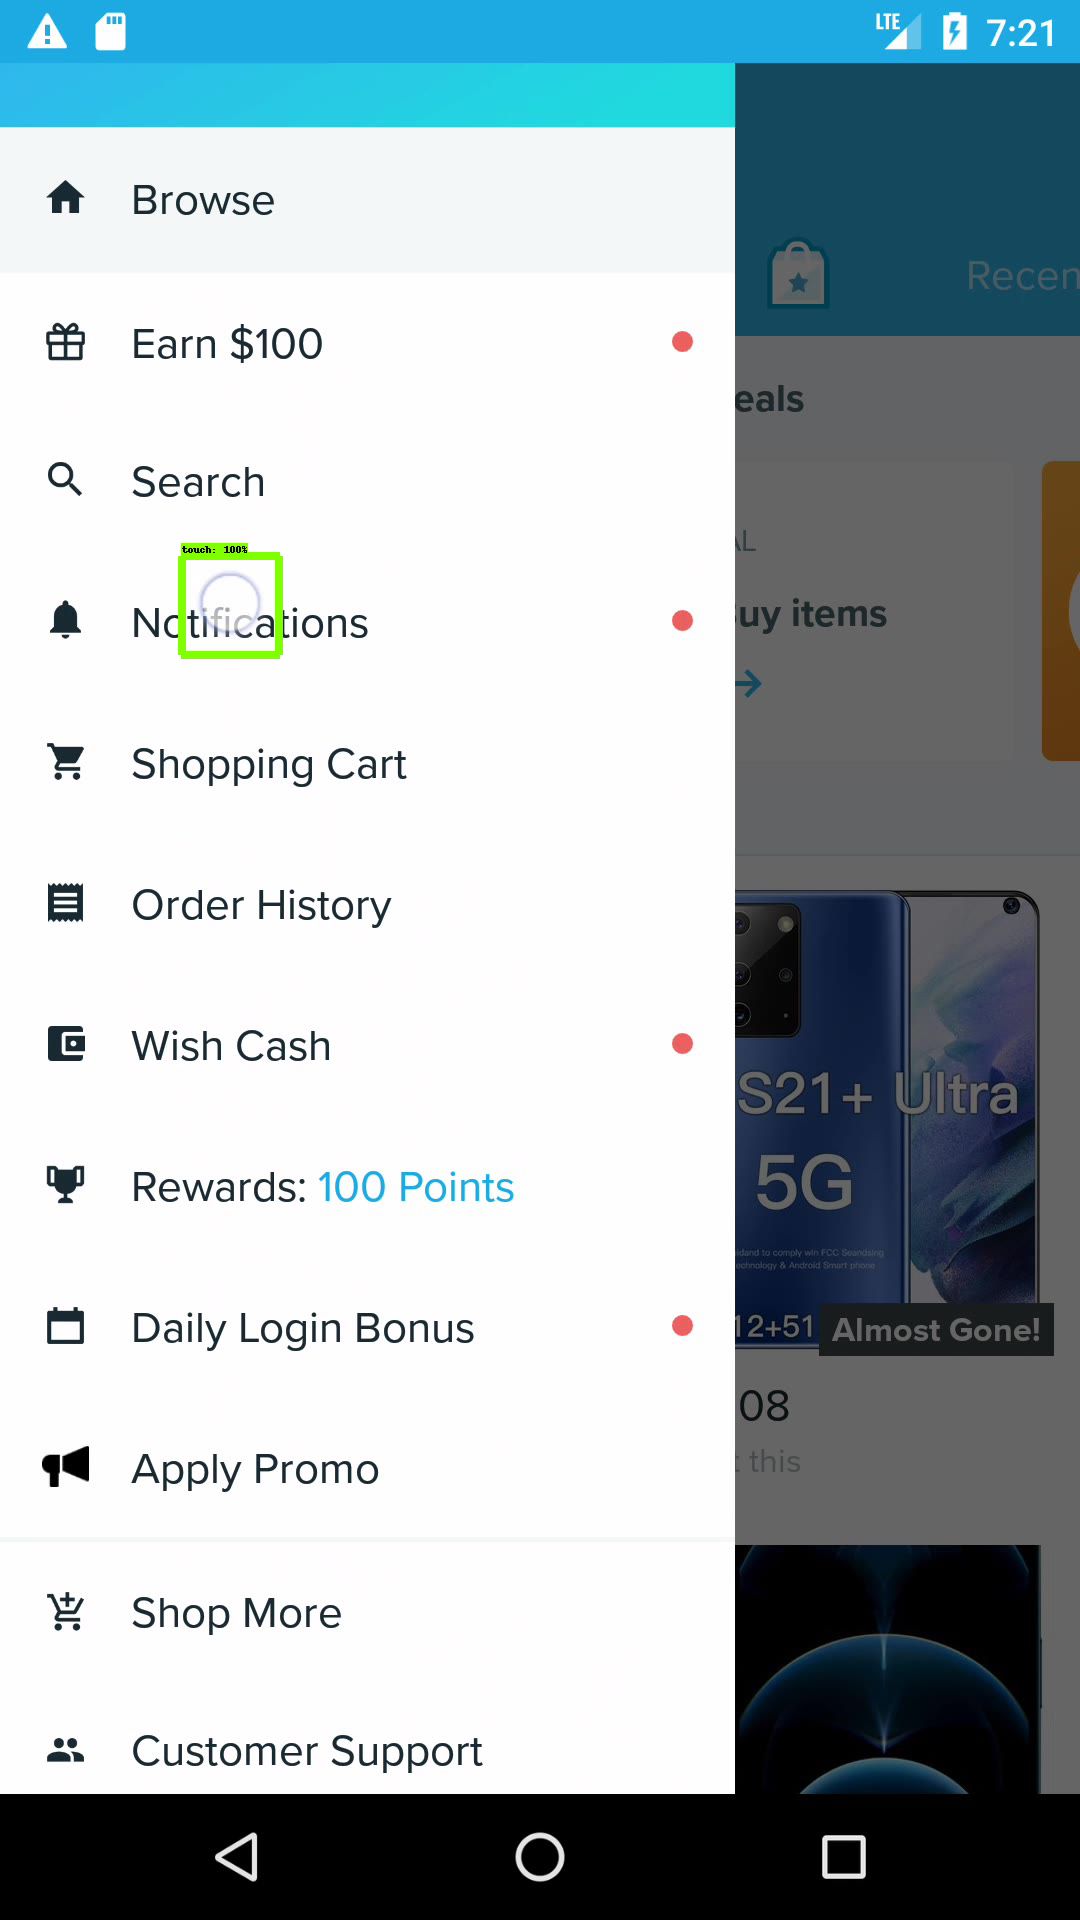 LTE 7:21
Browse
Recen
Earn $100
eals
Search
AL
touch: 100%
Buy items
Notifications
Shopping Cart
Order History
Wish Cash
S21+ Ultra
5G
Rewards: 100 Points
Daily Login Bonus
12+51
Almost Gone!
08
this
Apply Promo
Shop More
Customer Support